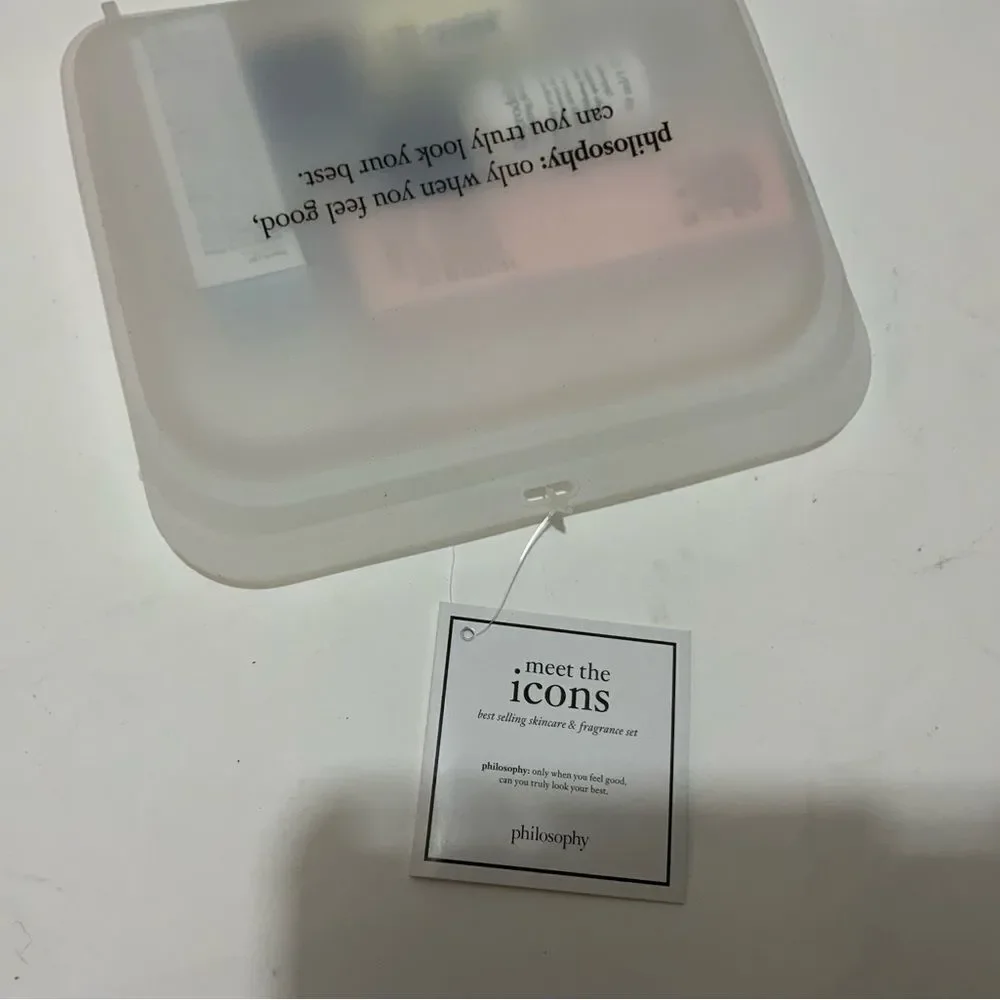 philosophy: only when you feel good,
can you truly look your best.
meet the
icons
best selling skincare & fragrance set
philosophy: only when you feel good,
can you truly look your best.
philosophy